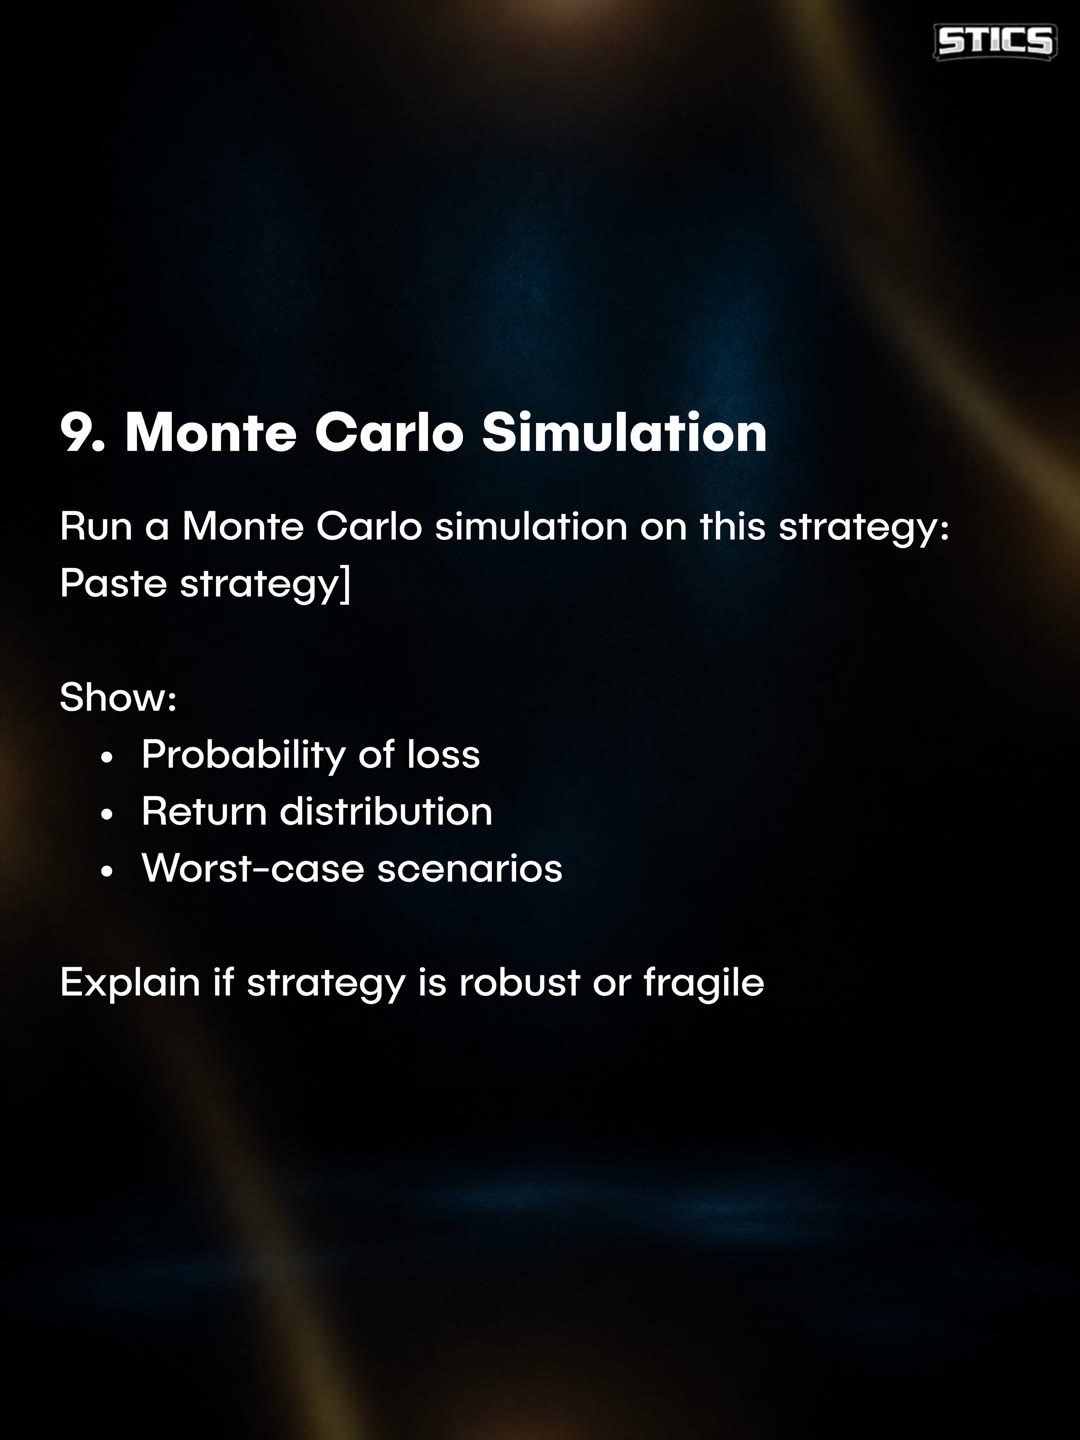 STICS
9. Monte Carlo Simulation
Run a Monte Carlo simulation on this strategy:
Paste strategy]
Show:
• Probability of loss
• Return distribution
• Worst-case scenarios
Explain if strategy is robust or fragile